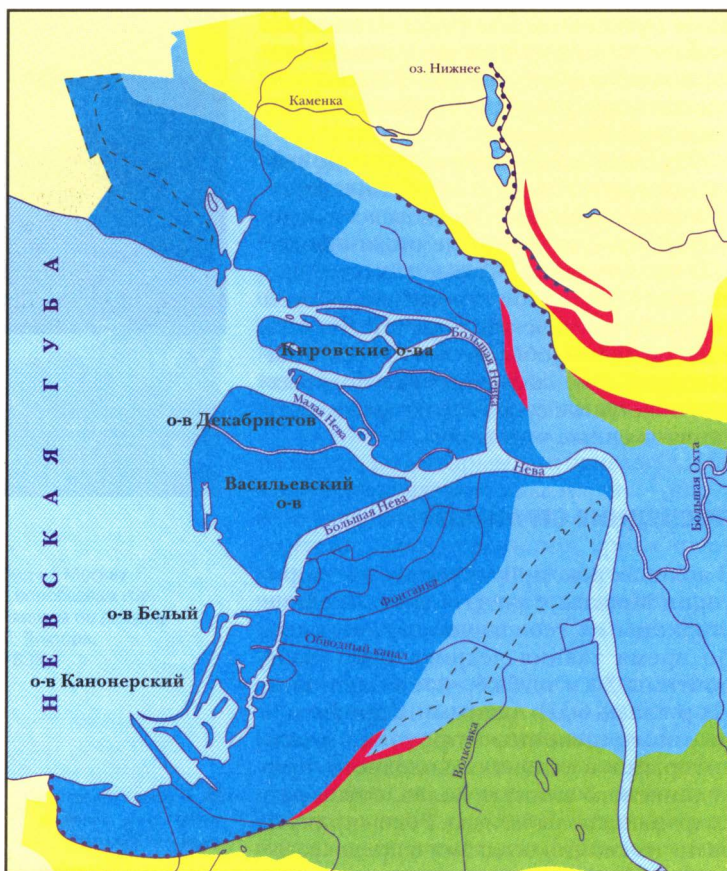 оз. Нижнее
Каменка
НЕВСКАЯ ГУБА
Кировские о-ва
Большая Невка
о-в Декабристов
Малая Нева
Васильевский
о-в
Нева
Большая Охта
Большая Нева
Фонтанка
о-в Белый
Обводный канал
о-в Канонерский
Волковка